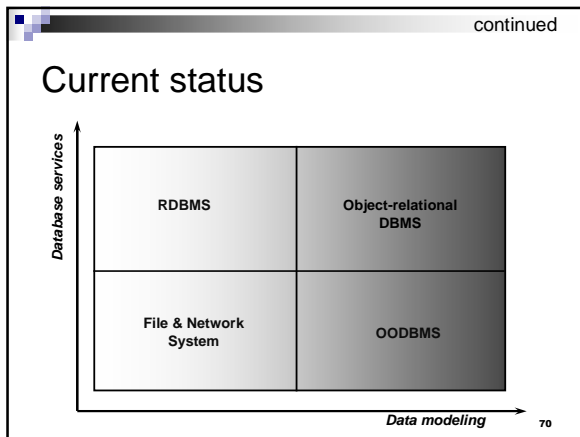 continued
Current status
Database services
RDBMS
Object-relational
DBMS
File & Network
System
OODBMS
Data modeling
70